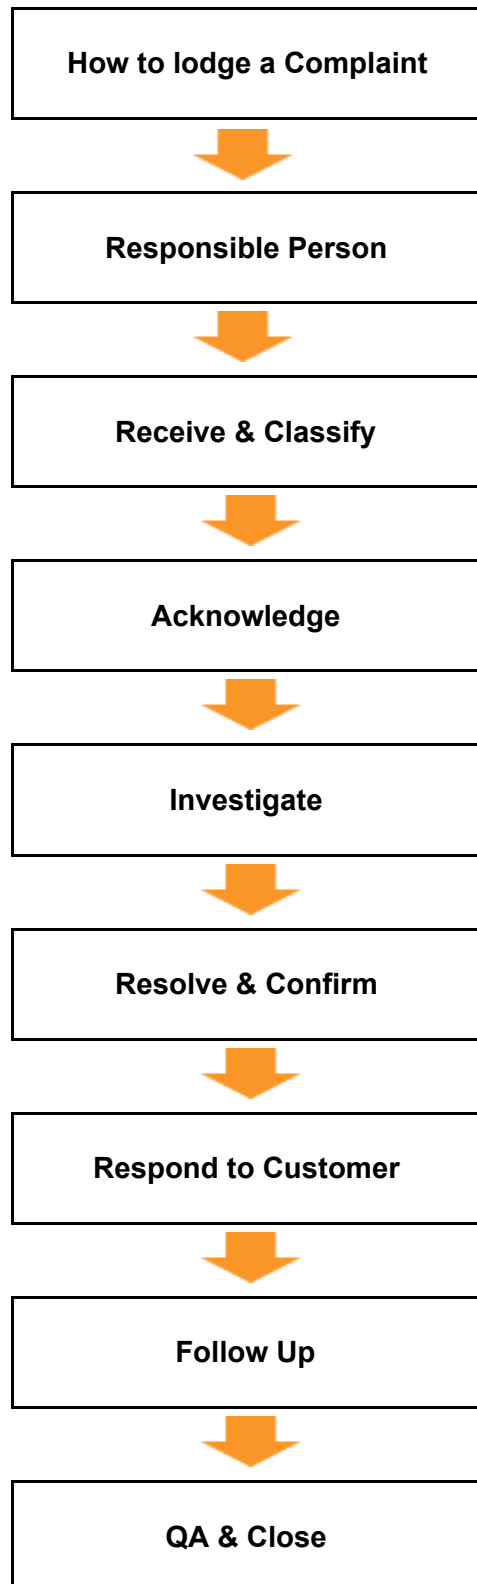 How to lodge a Complaint
Responsible Person
Receive & Classify
Acknowledge
Investigate
Resolve & Confirm
Respond to Customer
Follow Up
QA & Close